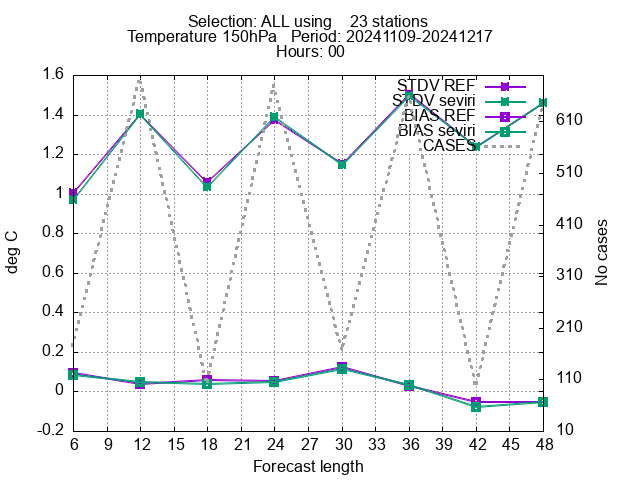 Selection: ALL using 23 stations
Temperature 150hPa Period: 20241109-20241217
Hours: 00
STDV REF
STDV seviri
BIAS REF
BIAS seviri
CASES
1.6
1.4
1.2
1
0.8
0.6
0.4
0.2
0
-0.2
deg C
610
510
410
310
210
110
10
No cases
6 9 12 15 18 21 24 27 30 33 36 39 42 45 48
Forecast length